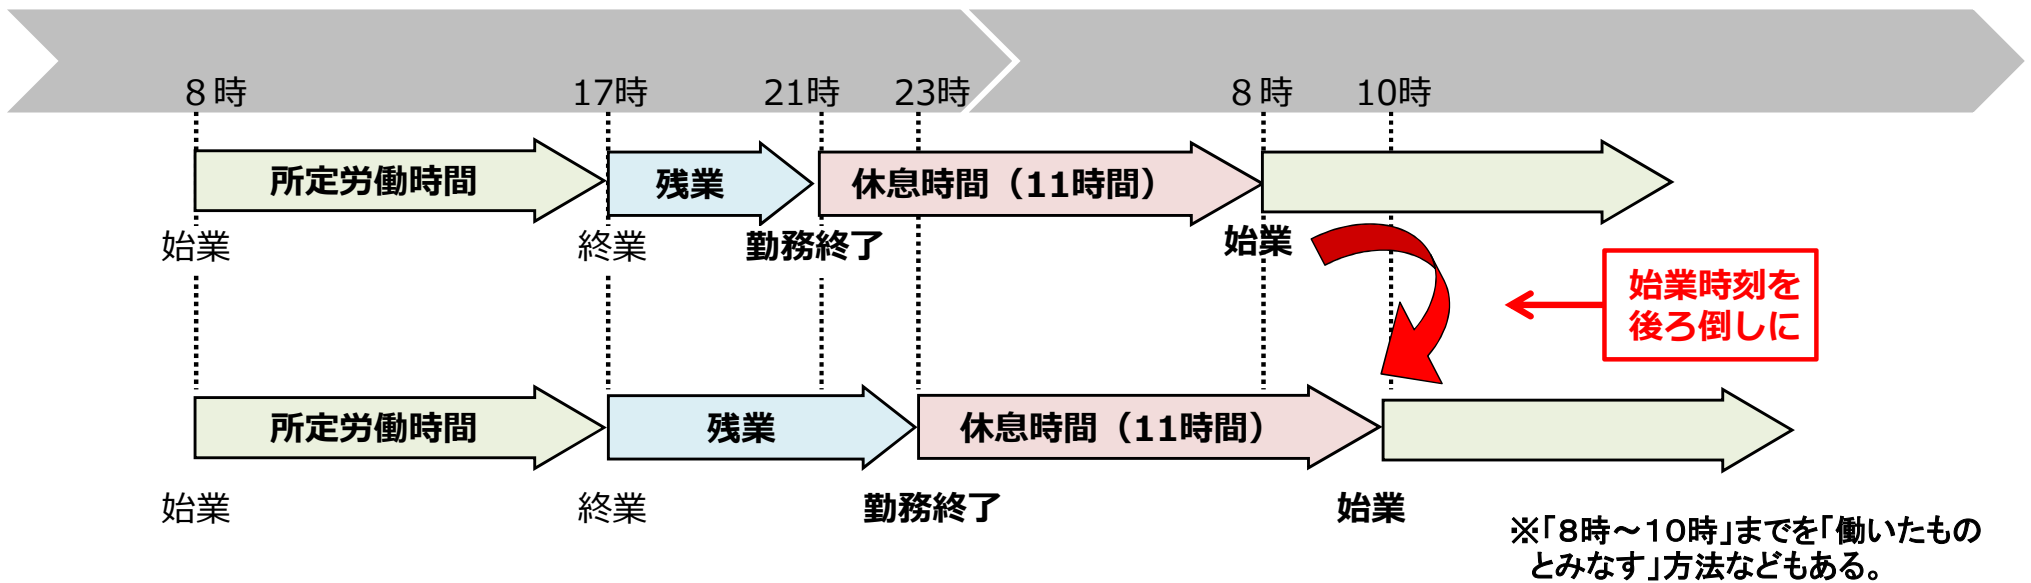 ８時 17時 21時 23時 ８時 10時
所定労働時間 残業 休息時間（11時間）
始業 終業 勤務終了 始業
始業時刻を
後ろ倒しに
所定労働時間 残業 休息時間（11時間）
始業 終業 勤務終了 始業
※「８時～１０時」までを「働いたもの
とみなす」方法などもある。